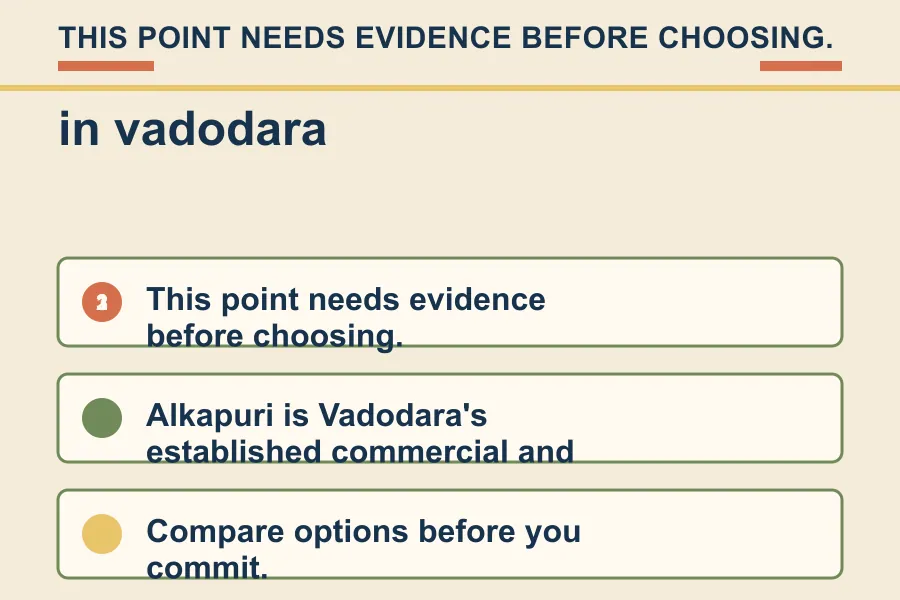 THIS POINT NEEDS EVIDENCE BEFORE CHOOSING.
in vadodara
This point needs evidence
before choosing.
Alkapuri is Vadodara's
established commercial and
Compare options before you
commit.